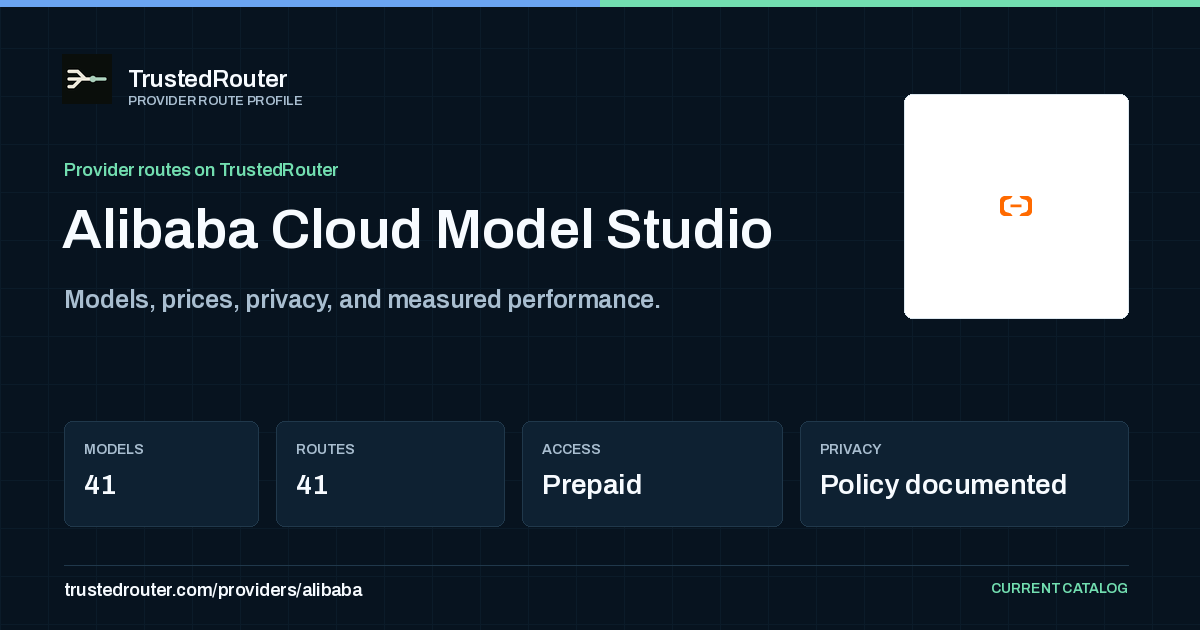 TrustedRouter
PROVIDER ROUTE PROFILE
Provider routes on TrustedRouter
Alibaba Cloud Model Studio
Models, prices, privacy, and measured performance.
MODELS
41
ROUTES
41
ACCESS
Prepaid
PRIVACY
Policy documented
trustedrouter.com/providers/alibaba
CURRENT CATALOG